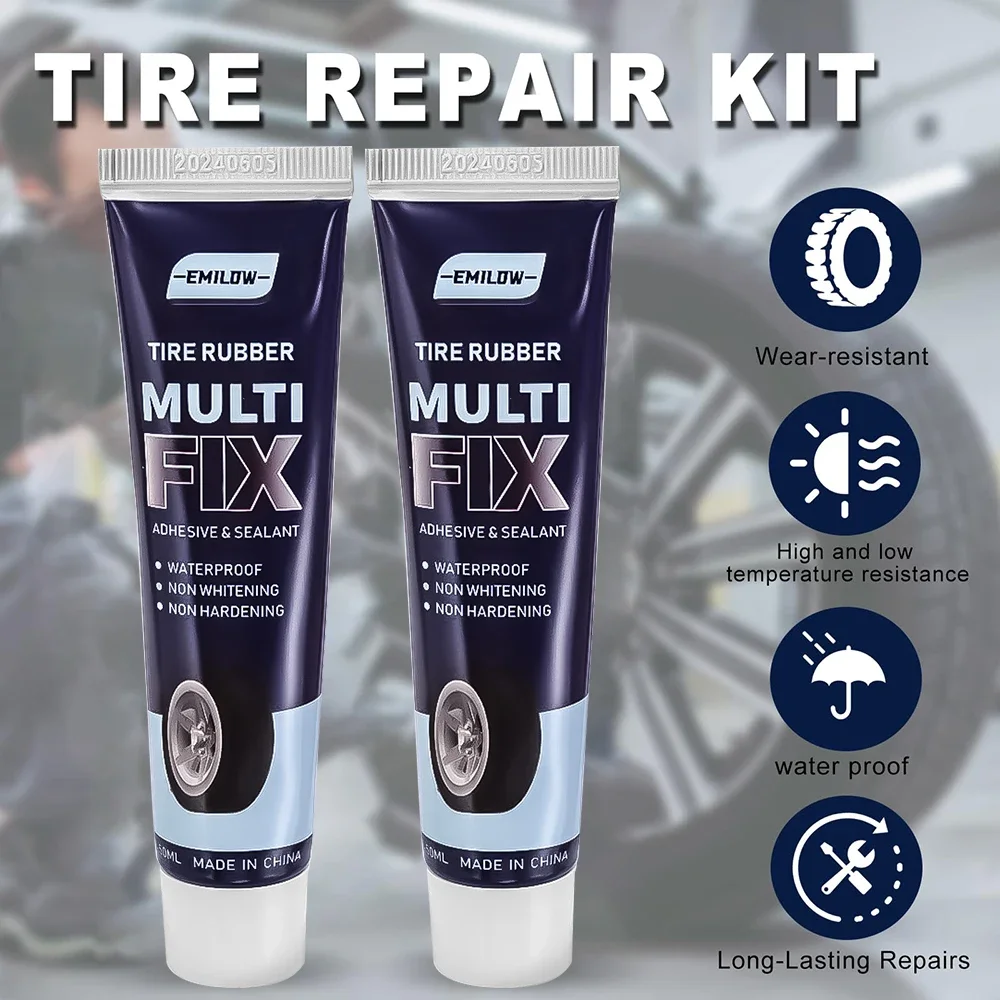 TIRE REPAIR KIT
20240605
-EMILOW-
TIRE RUBBER
MULTI
FIX
ADHESIVE & SEALANT
• WATERPROOF
• NON WHITENING
• NON HARDENING
50ML MADE IN CHINA
20240605
-EMILOW-
TIRE RUBBER
MULTI
FIX
ADHESIVE & SEALANT
• WATERPROOF
• NON WHITENING
• NON HARDENING
50ML MADE IN CHINA
Wear-resistant
High and low
temperature resistance
water proof
Long-Lasting Repairs